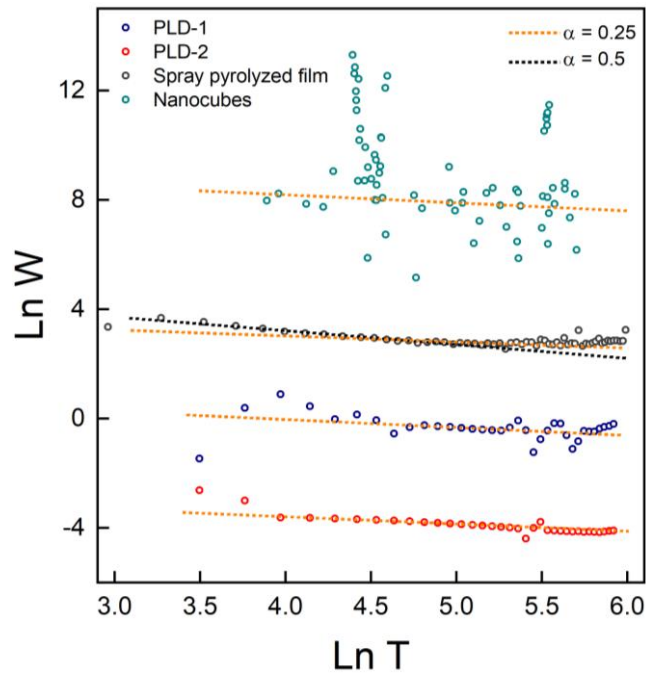 PLD-1
PLD-2
Spray pyrolyzed film
Nanocubes
α = 0.25
α = 0.5
12
8
4
0
-4
Ln W
3.0 3.5 4.0 4.5 5.0 5.5 6.0
Ln T